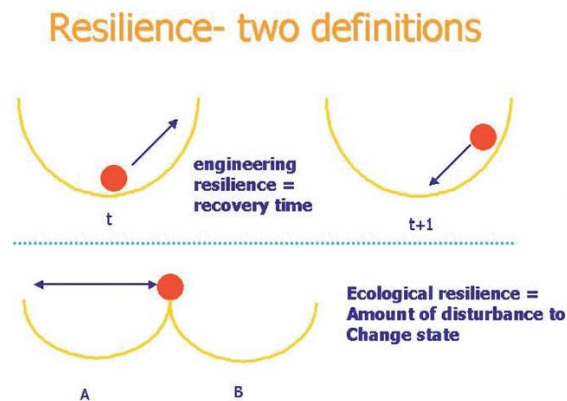 Resilience- two definitions
engineering
resilience =
recovery time
t
t+1
Ecological resilience =
Amount of disturbance to
Change state
A
B